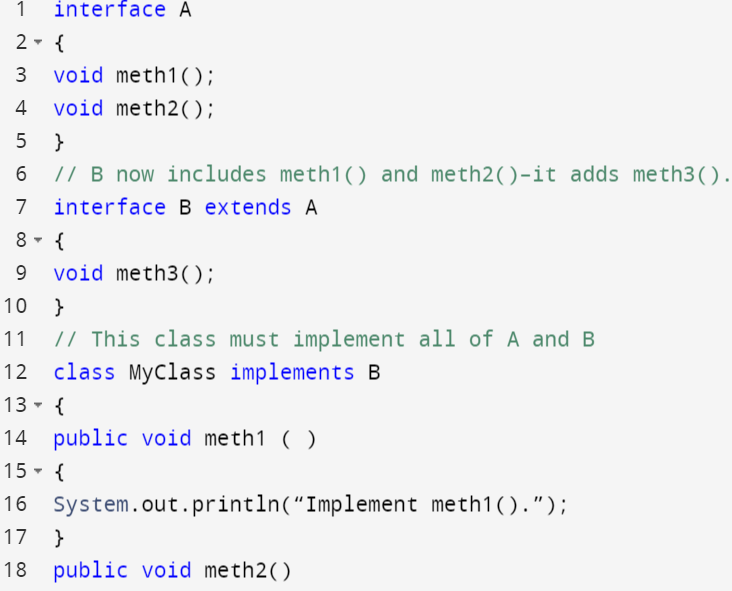 1 interface A
2 {
3 void meth1();
4 void meth2();
5 }
6 // B now includes meth1() and meth2()–it adds meth3().
7 interface B extends A
8 {
9 void meth3();
10 }
11 // This class must implement all of A and B
12 class MyClass implements B
13 {
14 public void meth1 ( )
15 {
16 System.out.println(“Implement meth1().”);
17 }
18 public void meth2()